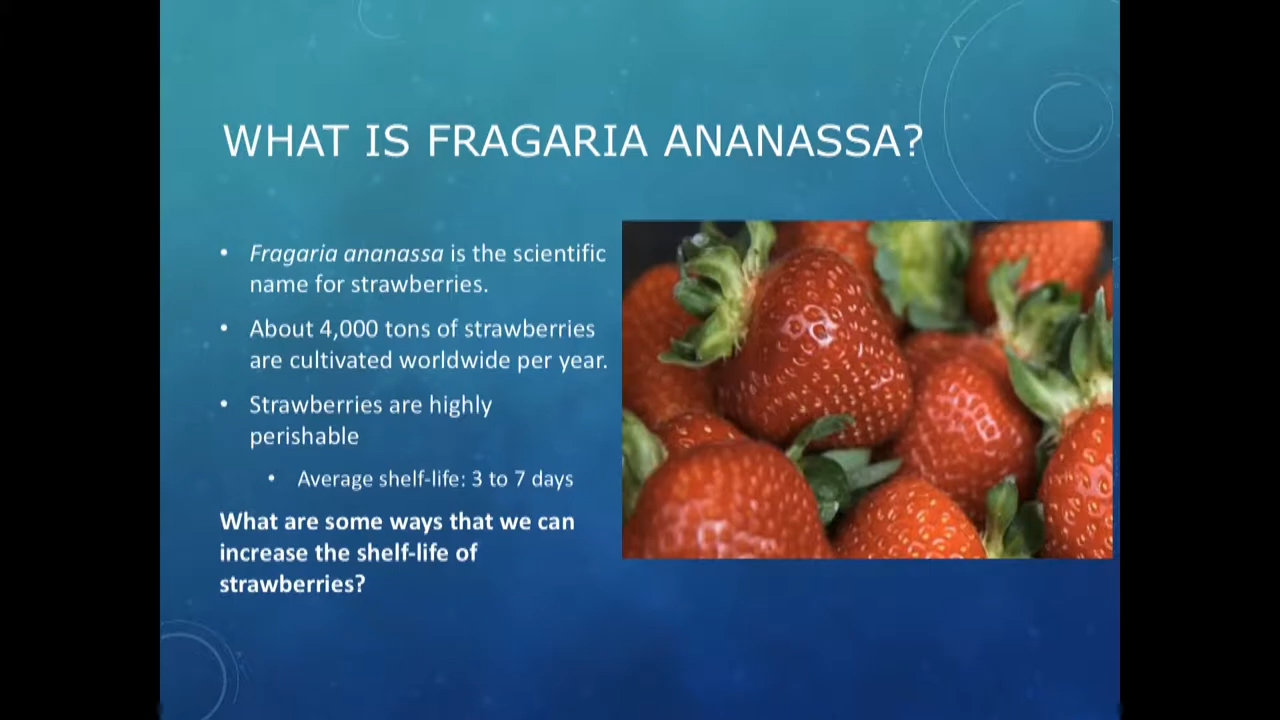 WHAT IS FRAGARIA ANANASSA?
• Fragaria ananassa is the scientific
name for strawberries.
• About 4,000 tons of strawberries
are cultivated worldwide per year.
• Strawberries are highly
perishable
• Average shelf-life: 3 to 7 days
What are some ways that we can
increase the shelf-life of
strawberries?